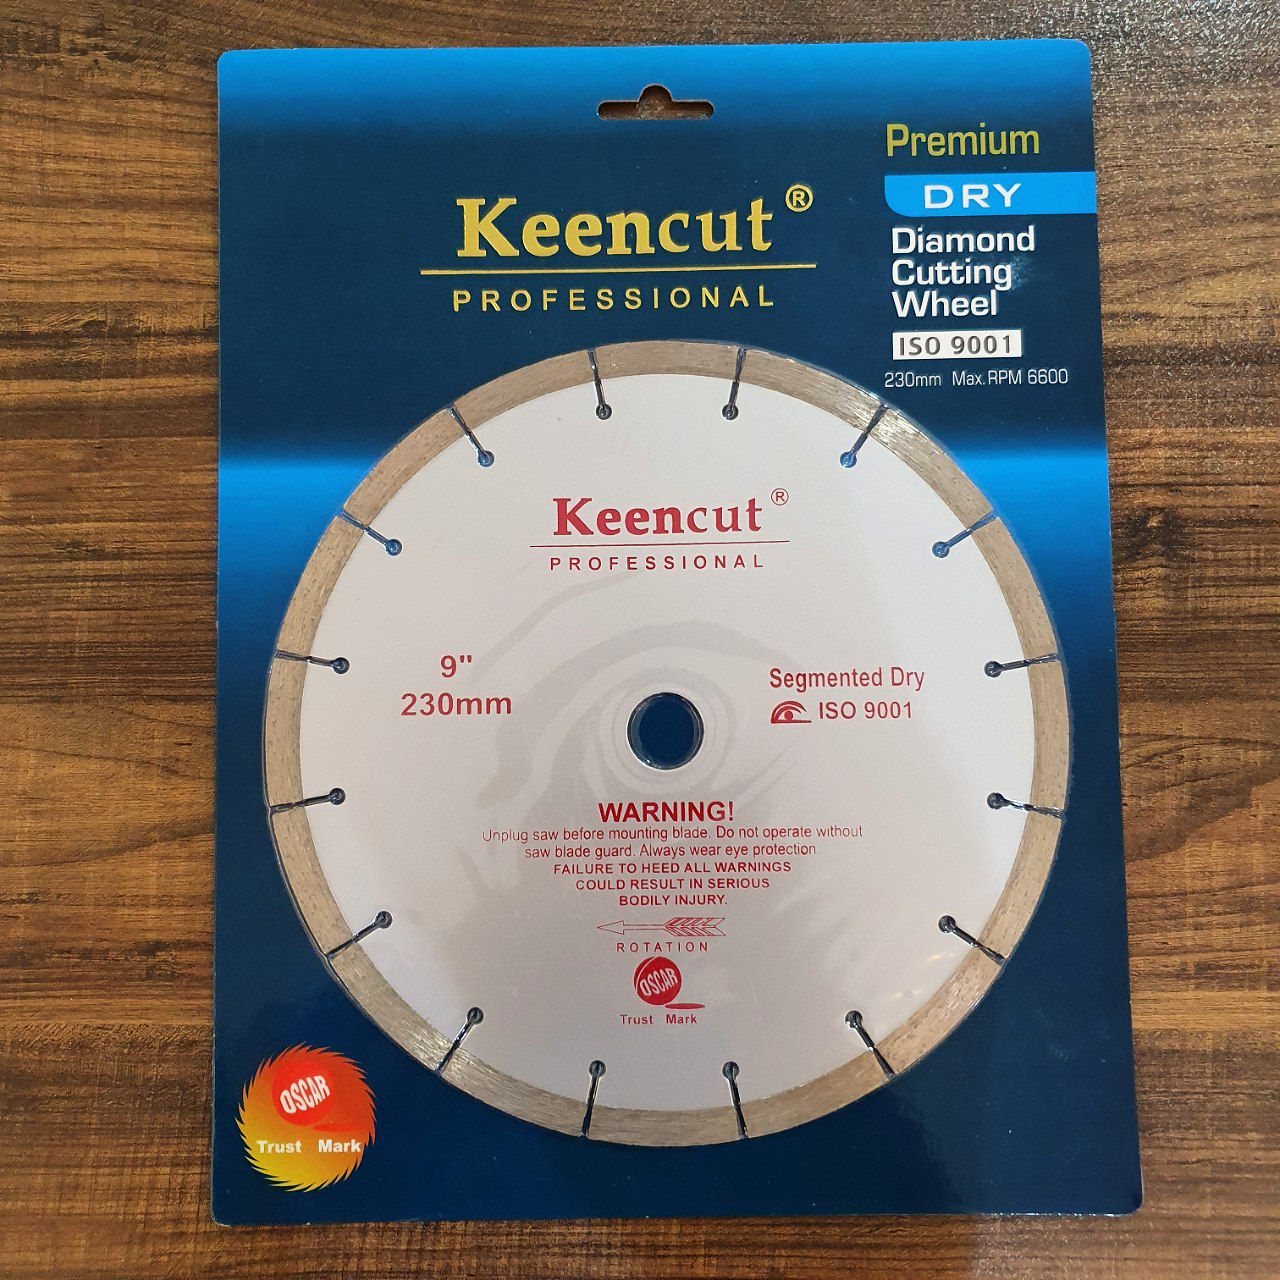 Premium
DRY
Diamond
Cutting
Wheel
ISO 9001
230mm Max. RPM 6600
Keencut®
PROFESSIONAL
Keencut®
PROFESSIONAL
9"
230mm
Segmented Dry
ISO 9001
WARNING!
Unplug saw before mounting blade. Do not operate without
saw blade guard. Always wear eye protection.
FAILURE TO HEED ALL WARNINGS
COULD RESULT IN SERIOUS
BODILY INJURY.
ROTATION
OSCAR
Trust Mark
OSCAR
Trust Mark